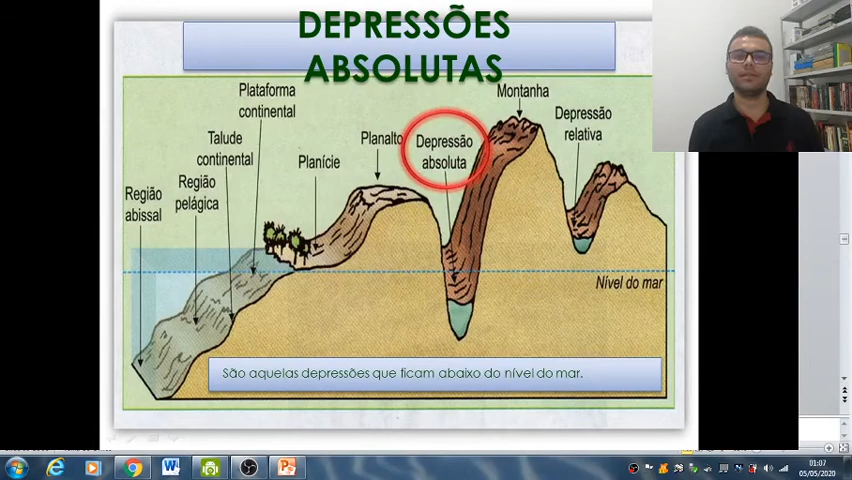 DEPRESSÕES
ABSOLUTAS
Plataforma
continental
Montanha
Depressão
relativa
Talude
continental
Planalto
Depressão
absoluta
Planície
Região
pelágica
Região
abissal
Nível do mar
São aquelas depressões que ficam abaixo do nível do mar.
01:07
05/05/2020